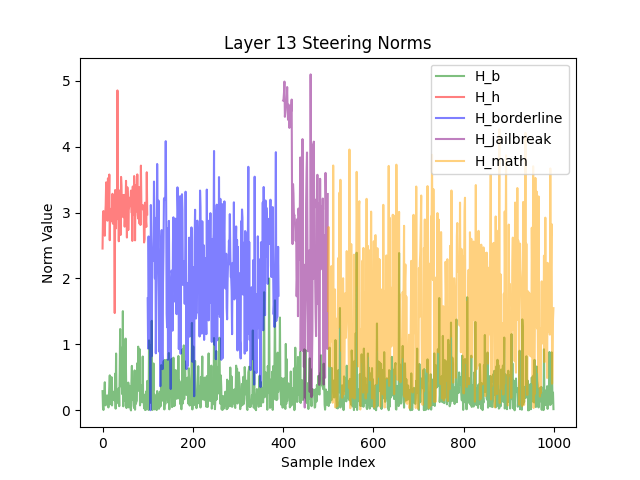 Layer 13 Steering Norms
H_b
H_h
H_borderline
H_jailbreak
H_math
Norm Value
5
4
3
2
1
0
0
200
400
600
800
1000
Sample Index